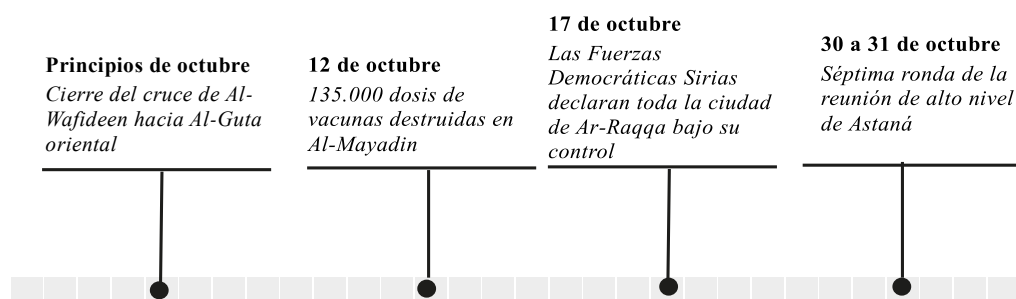 Principios de octubre
Cierre del cruce de Al-
Wafideen hacia Al-Guta
oriental
12 de octubre
135.000 dosis de
vacunas destruidas en
Al-Mayadin
17 de octubre
Las Fuerzas
Democráticas Sirias
declaran toda la ciudad
de Ar-Raqqa bajo su
control
30 a 31 de octubre
Séptima ronda de la
reunión de alto nivel
de Astaná